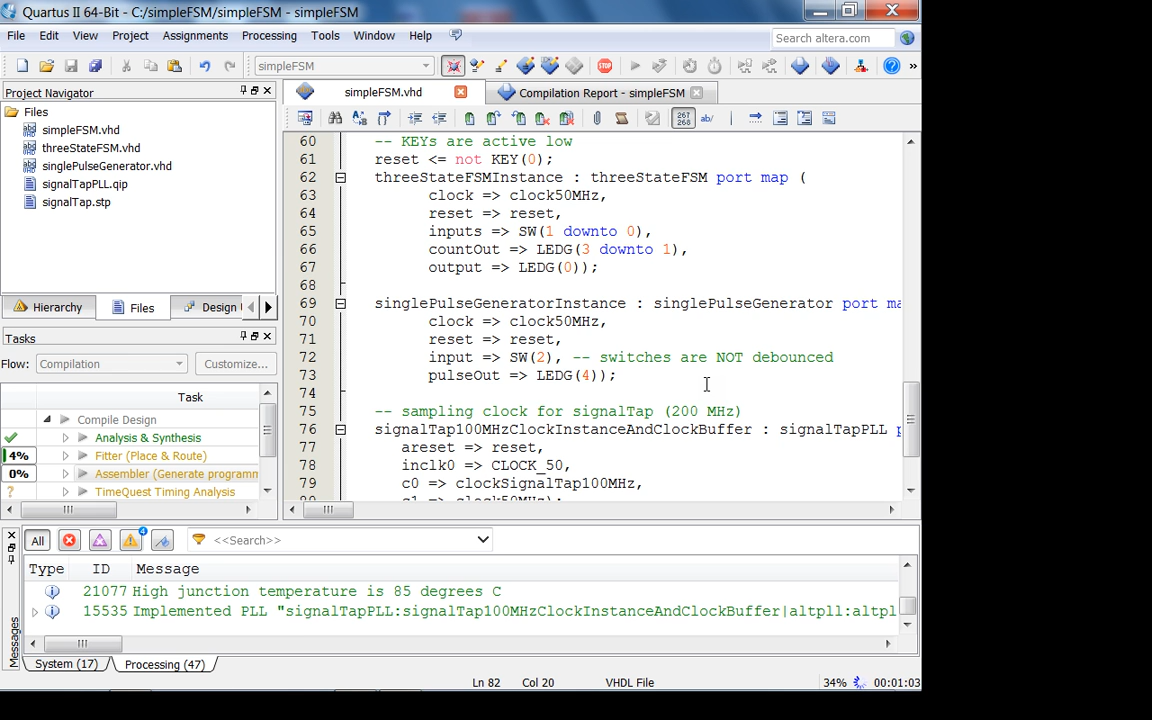 Quartus II 64-Bit - C:/simpleFSM/simpleFSM - simpleFSM
File Edit View Project Assignments Processing Tools Window Help
Search altera.com
simpleFSM
»
Project Navigator
simpleFSM.vhd
Compilation Report - simpleFSM
Files
simpleFSM.vhd
threeStateFSM.vhd
singlePulseGenerator.vhd
signalTapPLL.qip
signalTap.stp
Hierarchy Files Design U
Tasks
Flow: Compilation Customize...
Task
Compile Design
Analysis & Synthesis
4% Fitter (Place & Route)
0% Assembler (Generate programm
? TimeQuest Timing Analysis
267
268
ab/
60 -- KEYs are active low
61 reset <= not KEY(0);
62 threeStateFSMInstance : threeStateFSM port map (
63 clock => clock50MHz,
64 reset => reset,
65 inputs => SW(1 downto 0),
66 countOut => LEDG(3 downto 1),
67 output => LEDG(0));
68
69 singlePulseGeneratorInstance : singlePulseGenerator port ma
70 clock => clock50MHz,
71 reset => reset,
72 input => SW(2), -- switches are NOT debounced
73 pulseOut => LEDG(4));
74
75 -- sampling clock for signalTap (200 MHz)
76 signalTap100MHzClockInstanceAndClockBuffer : signalTapPLL p
77 areset => reset,
78 inclk0 => CLOCK_50,
79 c0 => clockSignalTap100MHz,
80 c1 => clock50MHz);
All
4
<<Search>>
Type ID Message
21077 High junction temperature is 85 degrees C
15535 Implemented PLL "signalTapPLL:signalTap100MHzClockInstanceAndClockBuffer|altpll:altpl
Messages
System (17) Processing (47)
Ln 82 Col 20 VHDL File 34% 00:01:03